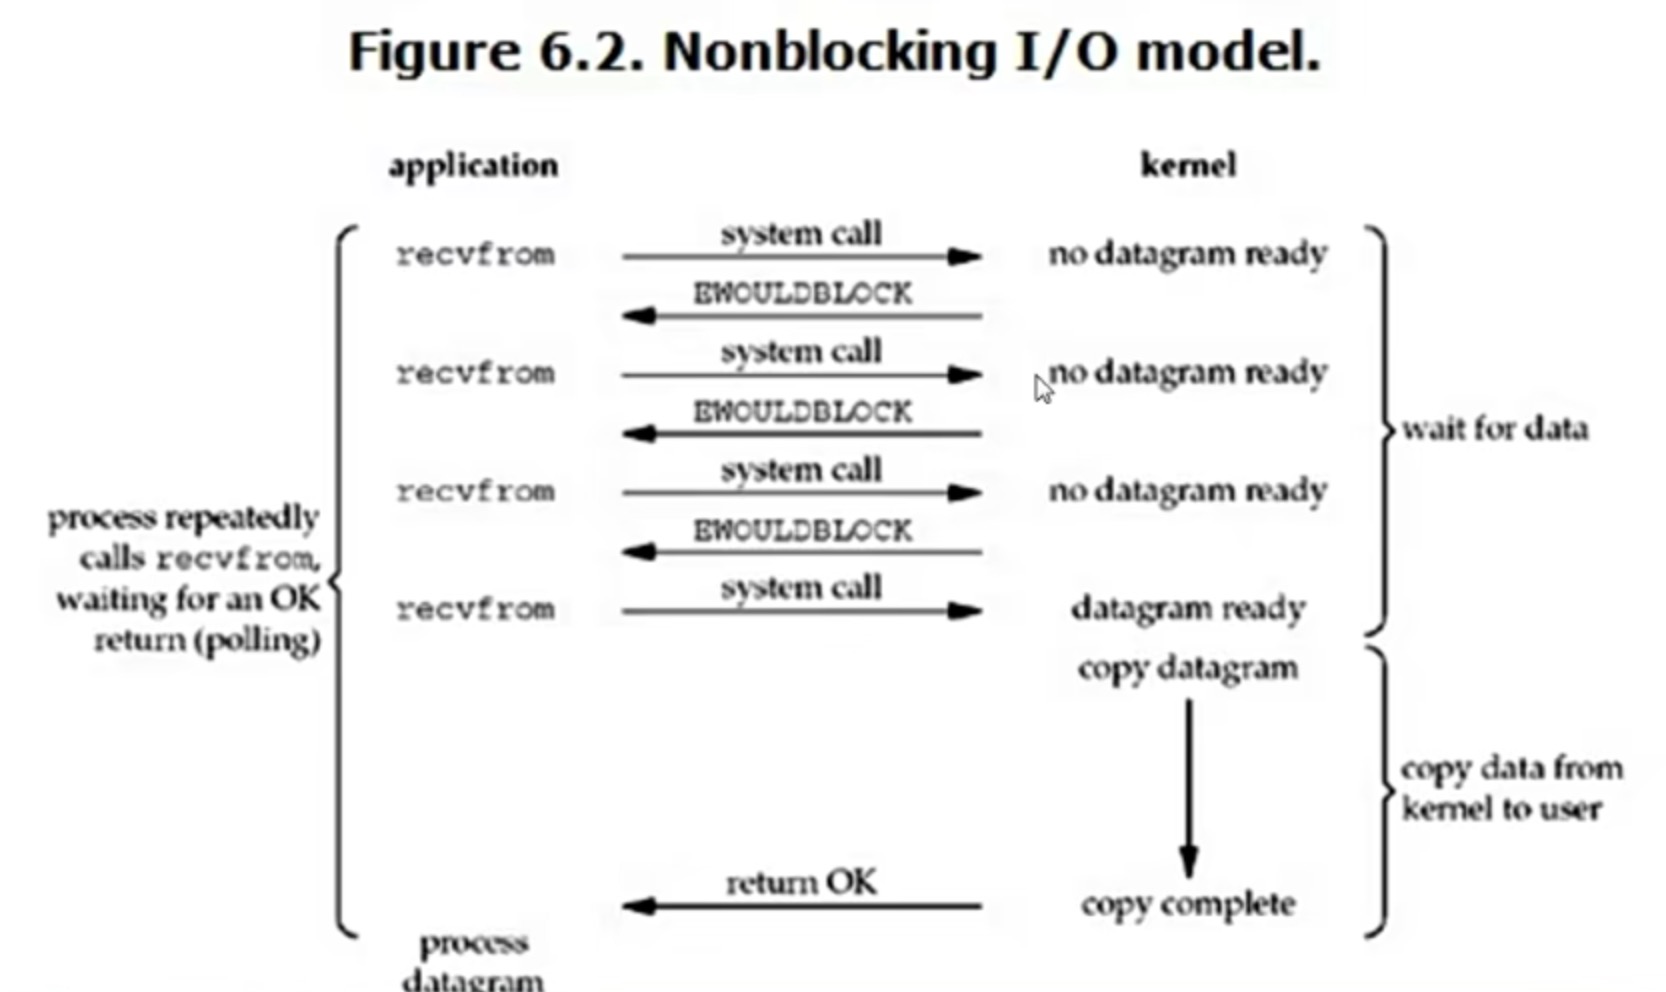 Figure 6.2. Nonblocking I/O model.
application
kernel
recvfrom
system call
no datagram ready
EWOULDBLOCK
recvfrom
system call
no datagram ready
EWOULDBLOCK
wait for data
recvfrom
system call
no datagram ready
EWOULDBLOCK
process repeatedly
calls recvfrom,
waiting for an OK
return (polling)
recvfrom
system call
datagram ready
copy datagram
copy data from
kernel to user
return OK
copy complete
process
datagram